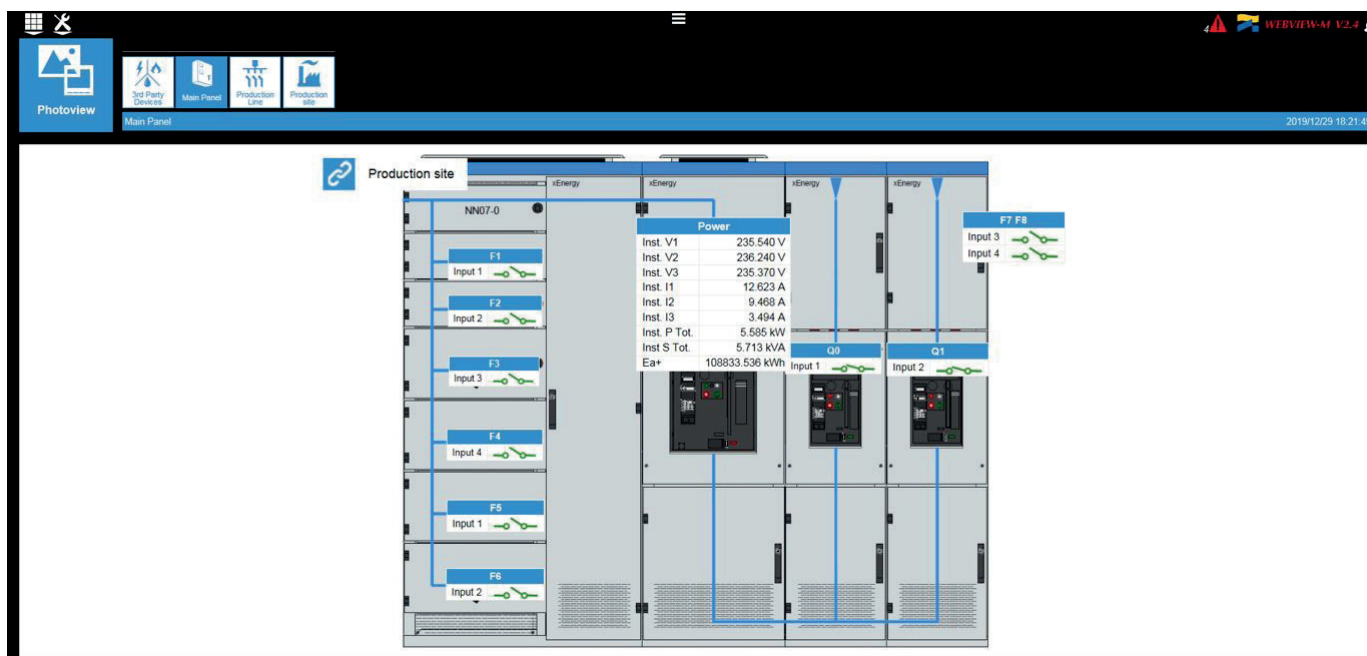 4
WEBVIEW-M V2.4
Photoview
3rd Party Devices
Main Panel
Production Line
Production site
Main Panel
2019/12/29 18:21:45
Production site
xEnergy
xEnergy
xEnergy
xEnergy
NN07-0
Power
Inst. V1 235.540 V
Inst. V2 236.240 V
Inst. V3 235.370 V
Inst. I1 12.623 A
Inst. I2 9.468 A
Inst. I3 3.494 A
Inst. P Tot. 5.585 kW
Inst S Tot. 5.713 kVA
Ea+ 108833.536 kWh
F7 F8
Input 3
Input 4
F1
Input 1
F2
Input 2
F3
Input 3
F4
Input 4
F5
Input 1
F6
Input 2
Q0
Input 1
Q1
Input 2